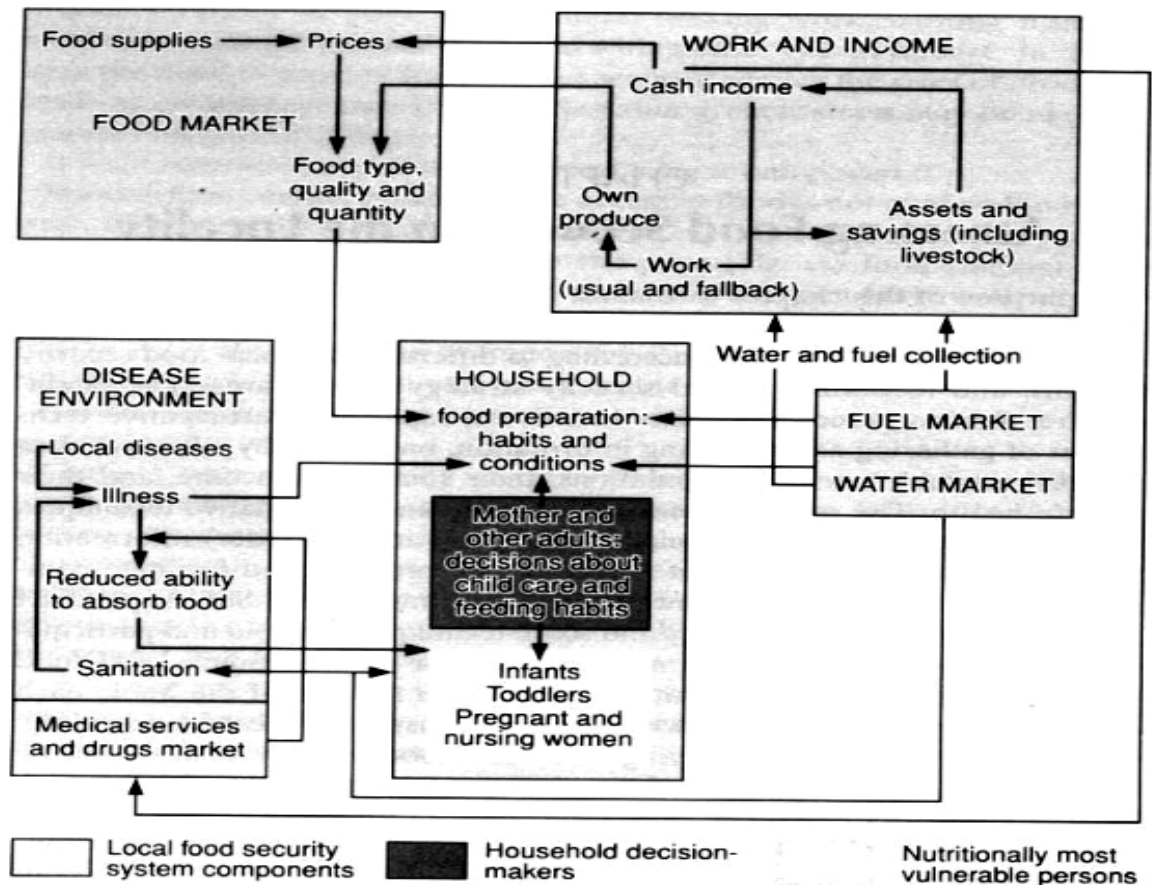 Food supplies
Prices
FOOD MARKET
Food type,
quality and
quantity
WORK AND INCOME
Cash income
Own
produce
Assets and
savings (including
livestock)
Work
(usual and fallback)
Water and fuel collection
FUEL MARKET
WATER MARKET
DISEASE
ENVIRONMENT
Local diseases
Illness
Reduced ability
to absorb food
Sanitation
Medical services
and drugs market
HOUSEHOLD
food preparation:
habits and
conditions
Mother and
other adults:
decisions about
child care and
feeding habits
Infants
Toddlers
Pregnant and
nursing women
Local food security
system components
Household decision-
makers
Nutritionally most
vulnerable persons